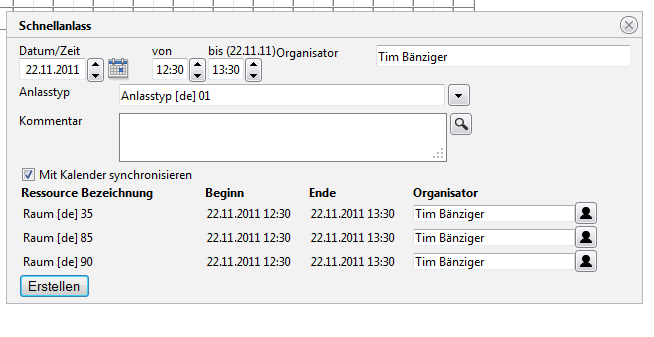 Schnellanlass
Datum/Zeit von bis (22.11.11) Organisator
22.11.2011 12:30 13:30 Tim Bänziger
Anlasstyp Anlasstyp [de] 01
Kommentar
Mit Kalender synchronisieren
Ressource Bezeichnung Beginn Ende Organisator
Raum [de] 35 22.11.2011 12:30 22.11.2011 13:30 Tim Bänziger
Raum [de] 85 22.11.2011 12:30 22.11.2011 13:30 Tim Bänziger
Raum [de] 90 22.11.2011 12:30 22.11.2011 13:30 Tim Bänziger
Erstellen